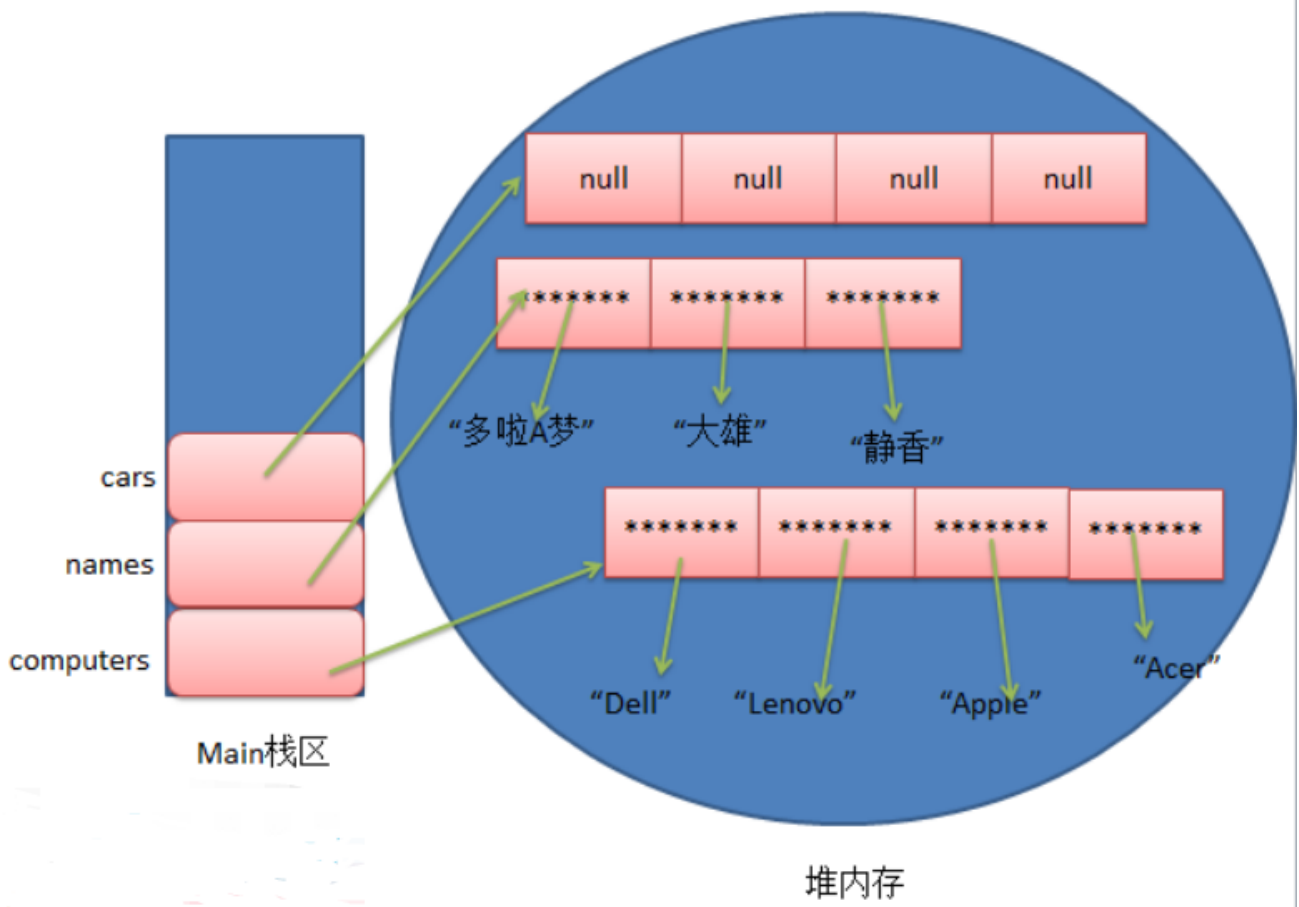 null null null null
******* ******* *******
“多啦A梦” “大雄” “静香”
cars
******* ******* ******* *******
names
computers
“Dell” “Lenovo” “Apple” “Acer”
Main栈区
堆内存